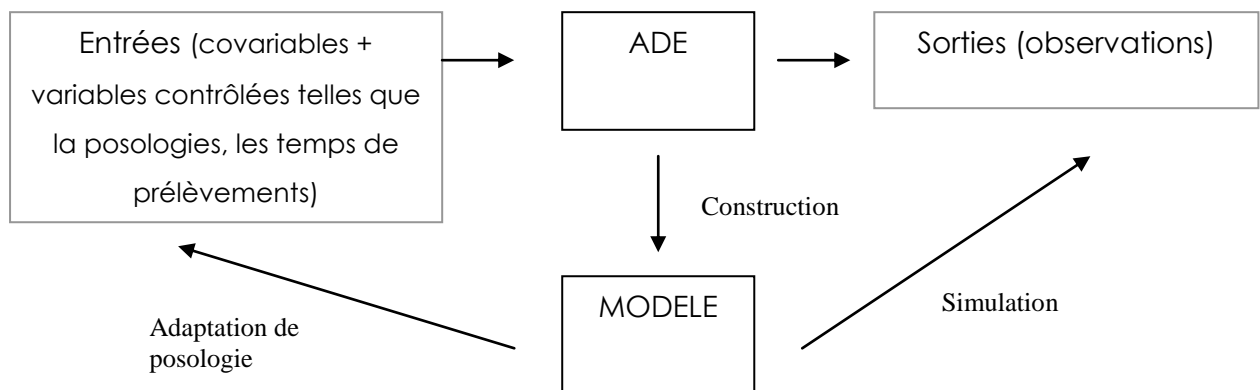 Entrées (covariables +
variables contrôlées telles que
la posologies, les temps de
prélèvements)
ADE
Sorties (observations)
Construction
MODELE
Adaptation de
posologie
Simulation